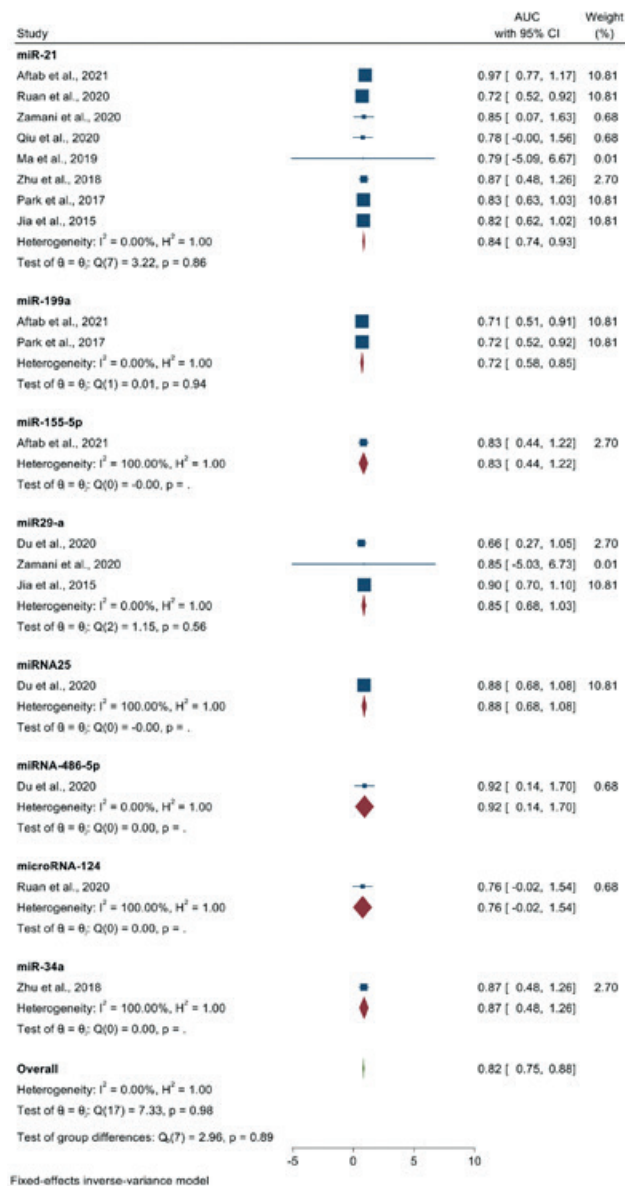 AUC Weight
Study with 95% CI (%)
miR-21
Aftab et al., 2021 0.97 [ 0.77, 1.17] 10.81
Ruan et al., 2020 0.72 [ 0.52, 0.92] 10.81
Zamani et al., 2020 0.85 [ 0.07, 1.63] 0.68
Qiu et al., 2020 0.78 [ -0.00, 1.56] 0.68
Ma et al., 2019 0.79 [ -5.09, 6.67] 0.01
Zhu et al., 2018 0.87 [ 0.48, 1.26] 2.70
Park et al., 2017 0.83 [ 0.63, 1.03] 10.81
Jia et al., 2015 0.82 [ 0.62, 1.02] 10.81
Heterogeneity: I² = 0.00%, H² = 1.00 0.84 [ 0.74, 0.93]
Test of θᵢ = θⱼ: Q(7) = 3.22, p = 0.86
miR-199a
Aftab et al., 2021 0.71 [ 0.51, 0.91] 10.81
Park et al., 2017 0.72 [ 0.52, 0.92] 10.81
Heterogeneity: I² = 0.00%, H² = 1.00 0.72 [ 0.58, 0.85]
Test of θᵢ = θⱼ: Q(1) = 0.01, p = 0.94
miR-155-5p
Aftab et al., 2021 0.83 [ 0.44, 1.22] 2.70
Heterogeneity: I² = 100.00%, H² = 1.00 0.83 [ 0.44, 1.22]
Test of θᵢ = θⱼ: Q(0) = -0.00, p = .
miR29-a
Du et al., 2020 0.66 [ 0.27, 1.05] 2.70
Zamani et al., 2020 0.85 [ -5.03, 6.73] 0.01
Jia et al., 2015 0.90 [ 0.70, 1.10] 10.81
Heterogeneity: I² = 0.00%, H² = 1.00 0.85 [ 0.68, 1.03]
Test of θᵢ = θⱼ: Q(2) = 1.15, p = 0.56
miRNA25
Du et al., 2020 0.88 [ 0.68, 1.08] 10.81
Heterogeneity: I² = 100.00%, H² = 1.00 0.88 [ 0.68, 1.08]
Test of θᵢ = θⱼ: Q(0) = -0.00, p = .
miRNA-486-5p
Du et al., 2020 0.92 [ 0.14, 1.70] 0.68
Heterogeneity: I² = 0.00%, H² = 1.00 0.92 [ 0.14, 1.70]
Test of θᵢ = θⱼ: Q(0) = 0.00, p = .
microRNA-124
Ruan et al., 2020 0.76 [ -0.02, 1.54] 0.68
Heterogeneity: I² = 100.00%, H² = 1.00 0.76 [ -0.02, 1.54]
Test of θᵢ = θⱼ: Q(0) = 0.00, p = .
miR-34a
Zhu et al., 2018 0.87 [ 0.48, 1.26] 2.70
Heterogeneity: I² = 100.00%, H² = 1.00 0.87 [ 0.48, 1.26]
Test of θᵢ = θⱼ: Q(0) = 0.00, p = .
Overall 0.82 [ 0.75, 0.88]
Heterogeneity: I² = 0.00%, H² = 1.00
Test of θᵢ = θⱼ: Q(17) = 7.33, p = 0.98
Test of group differences: Q_b(7) = 2.96, p = 0.89
-5 0 5 10
Fixed-effects inverse-variance model